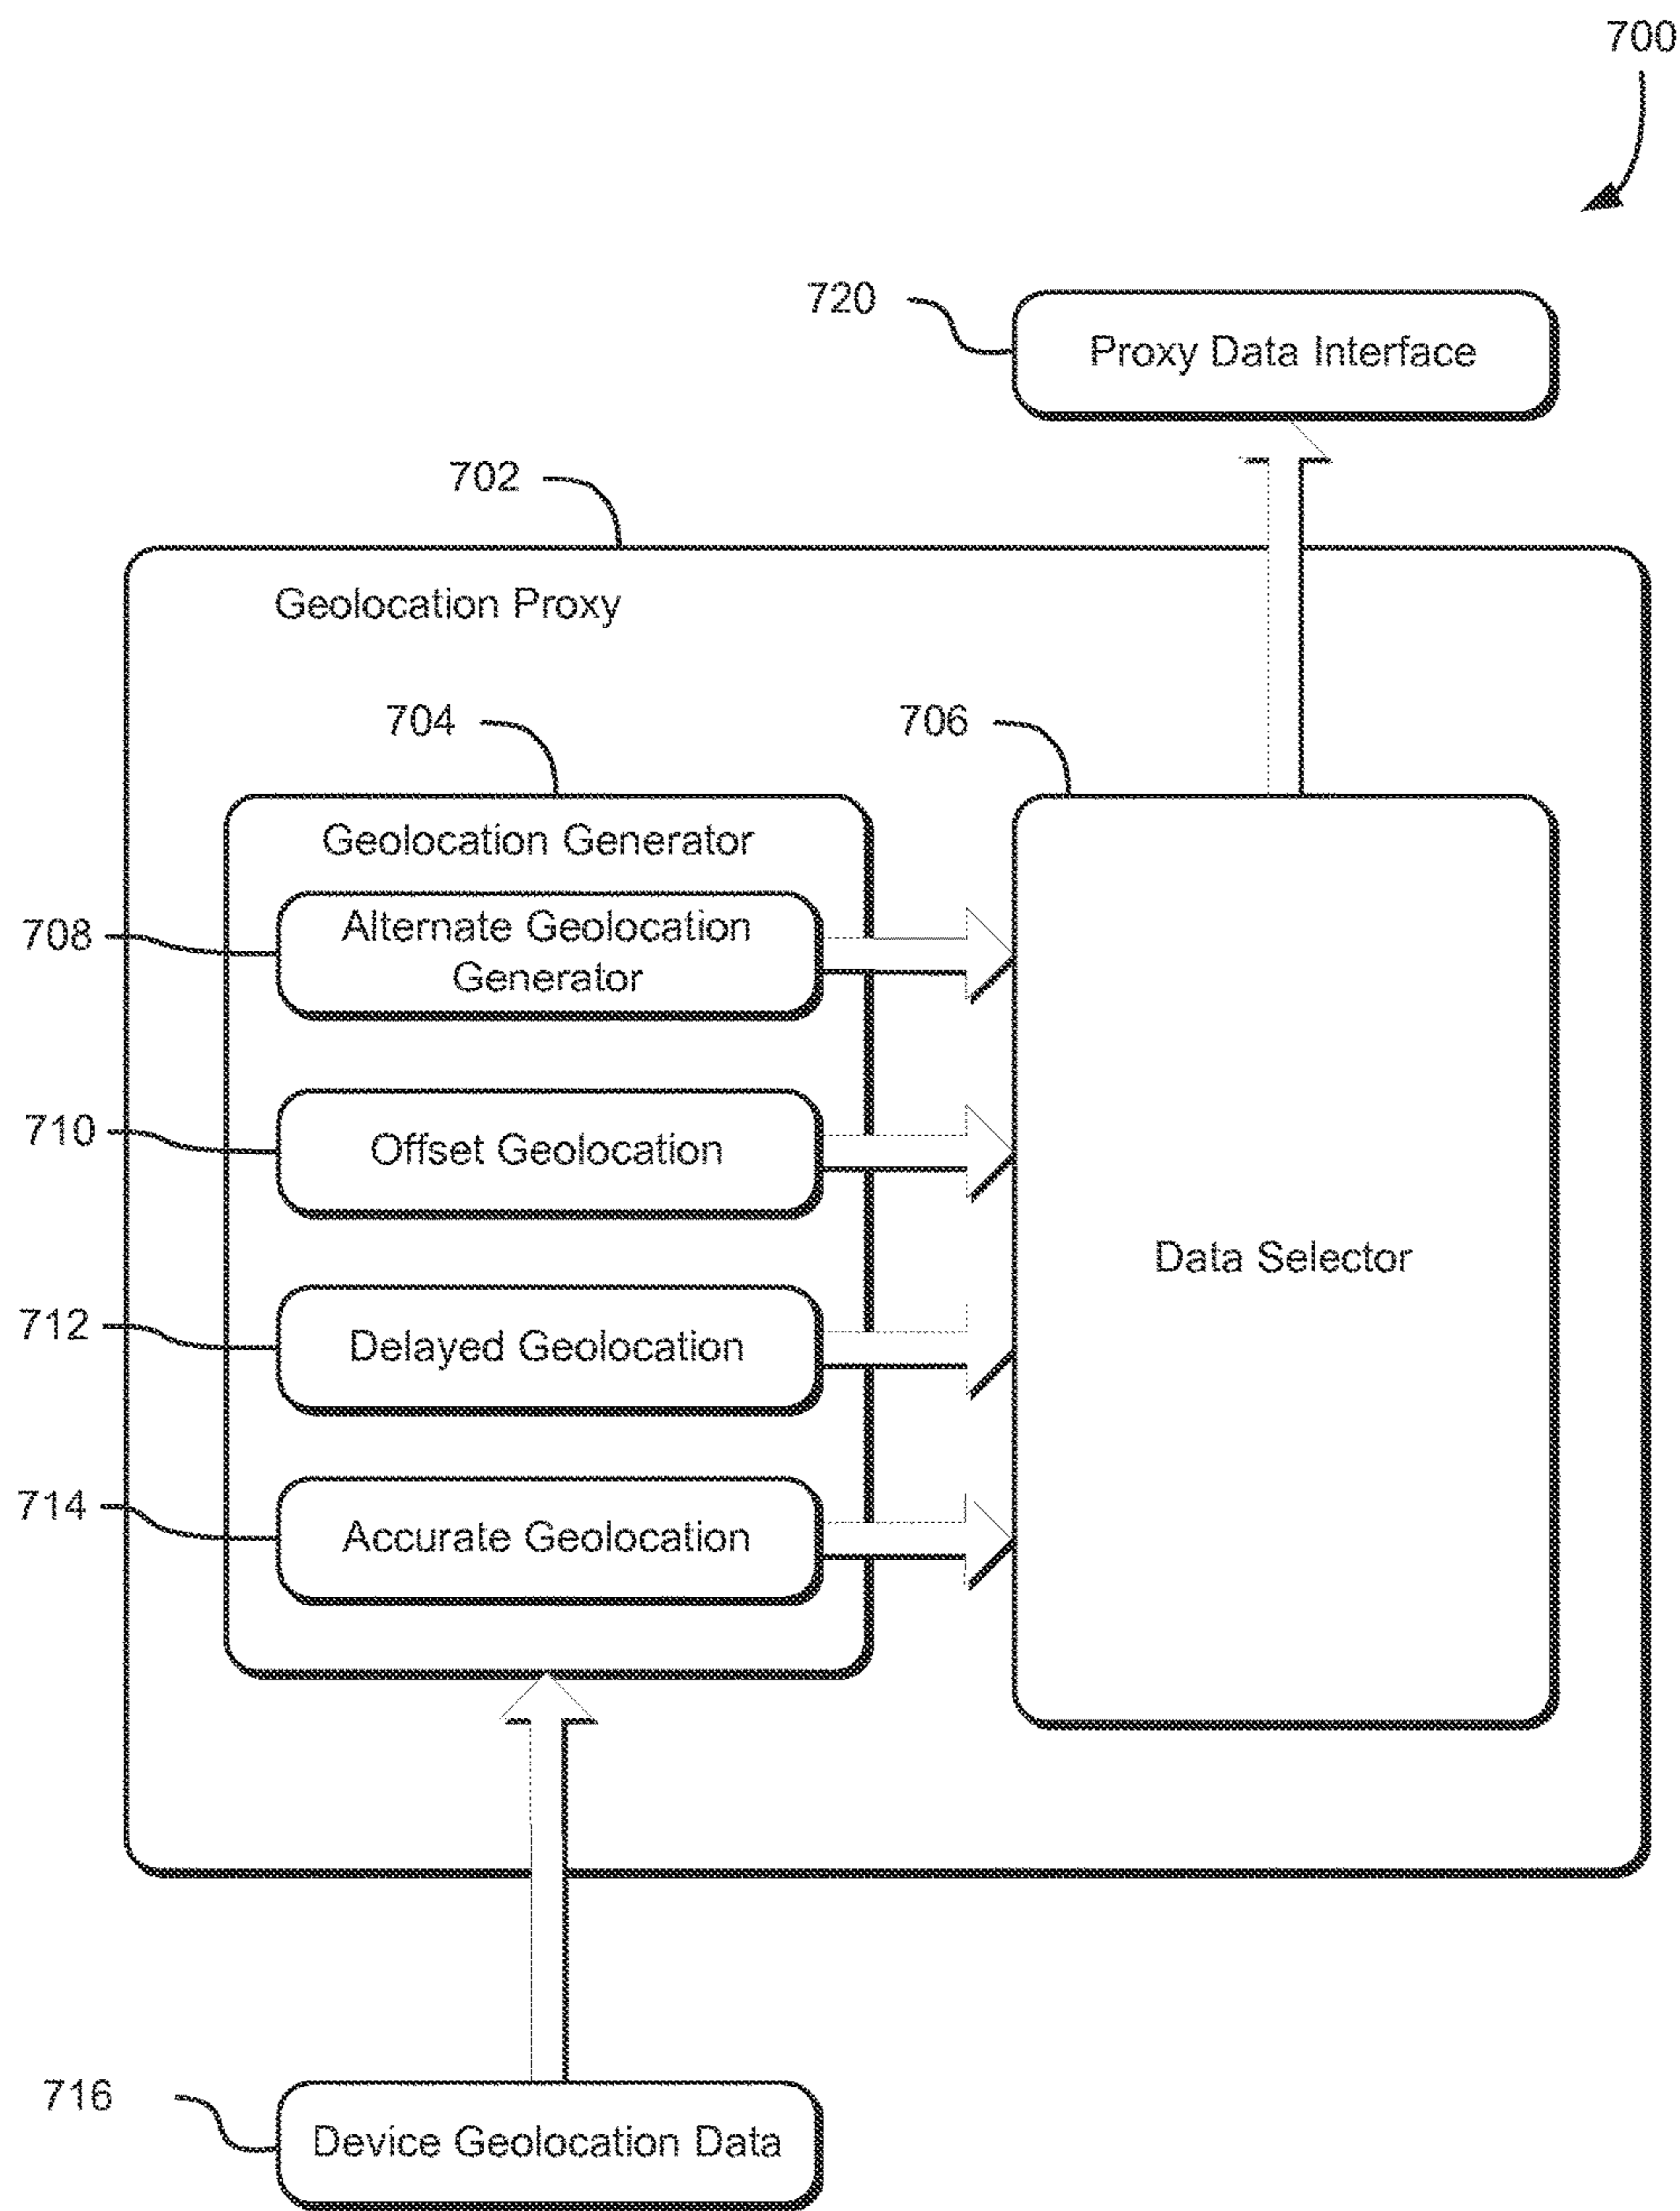 700
720
Proxy Data Interface
702
Geolocation Proxy
704
706
Geolocation Generator
708
Alternate Geolocation
Generator
710
Offset Geolocation
Data Selector
712
Delayed Geolocation
714
Accurate Geolocation
716
Device Geolocation Data